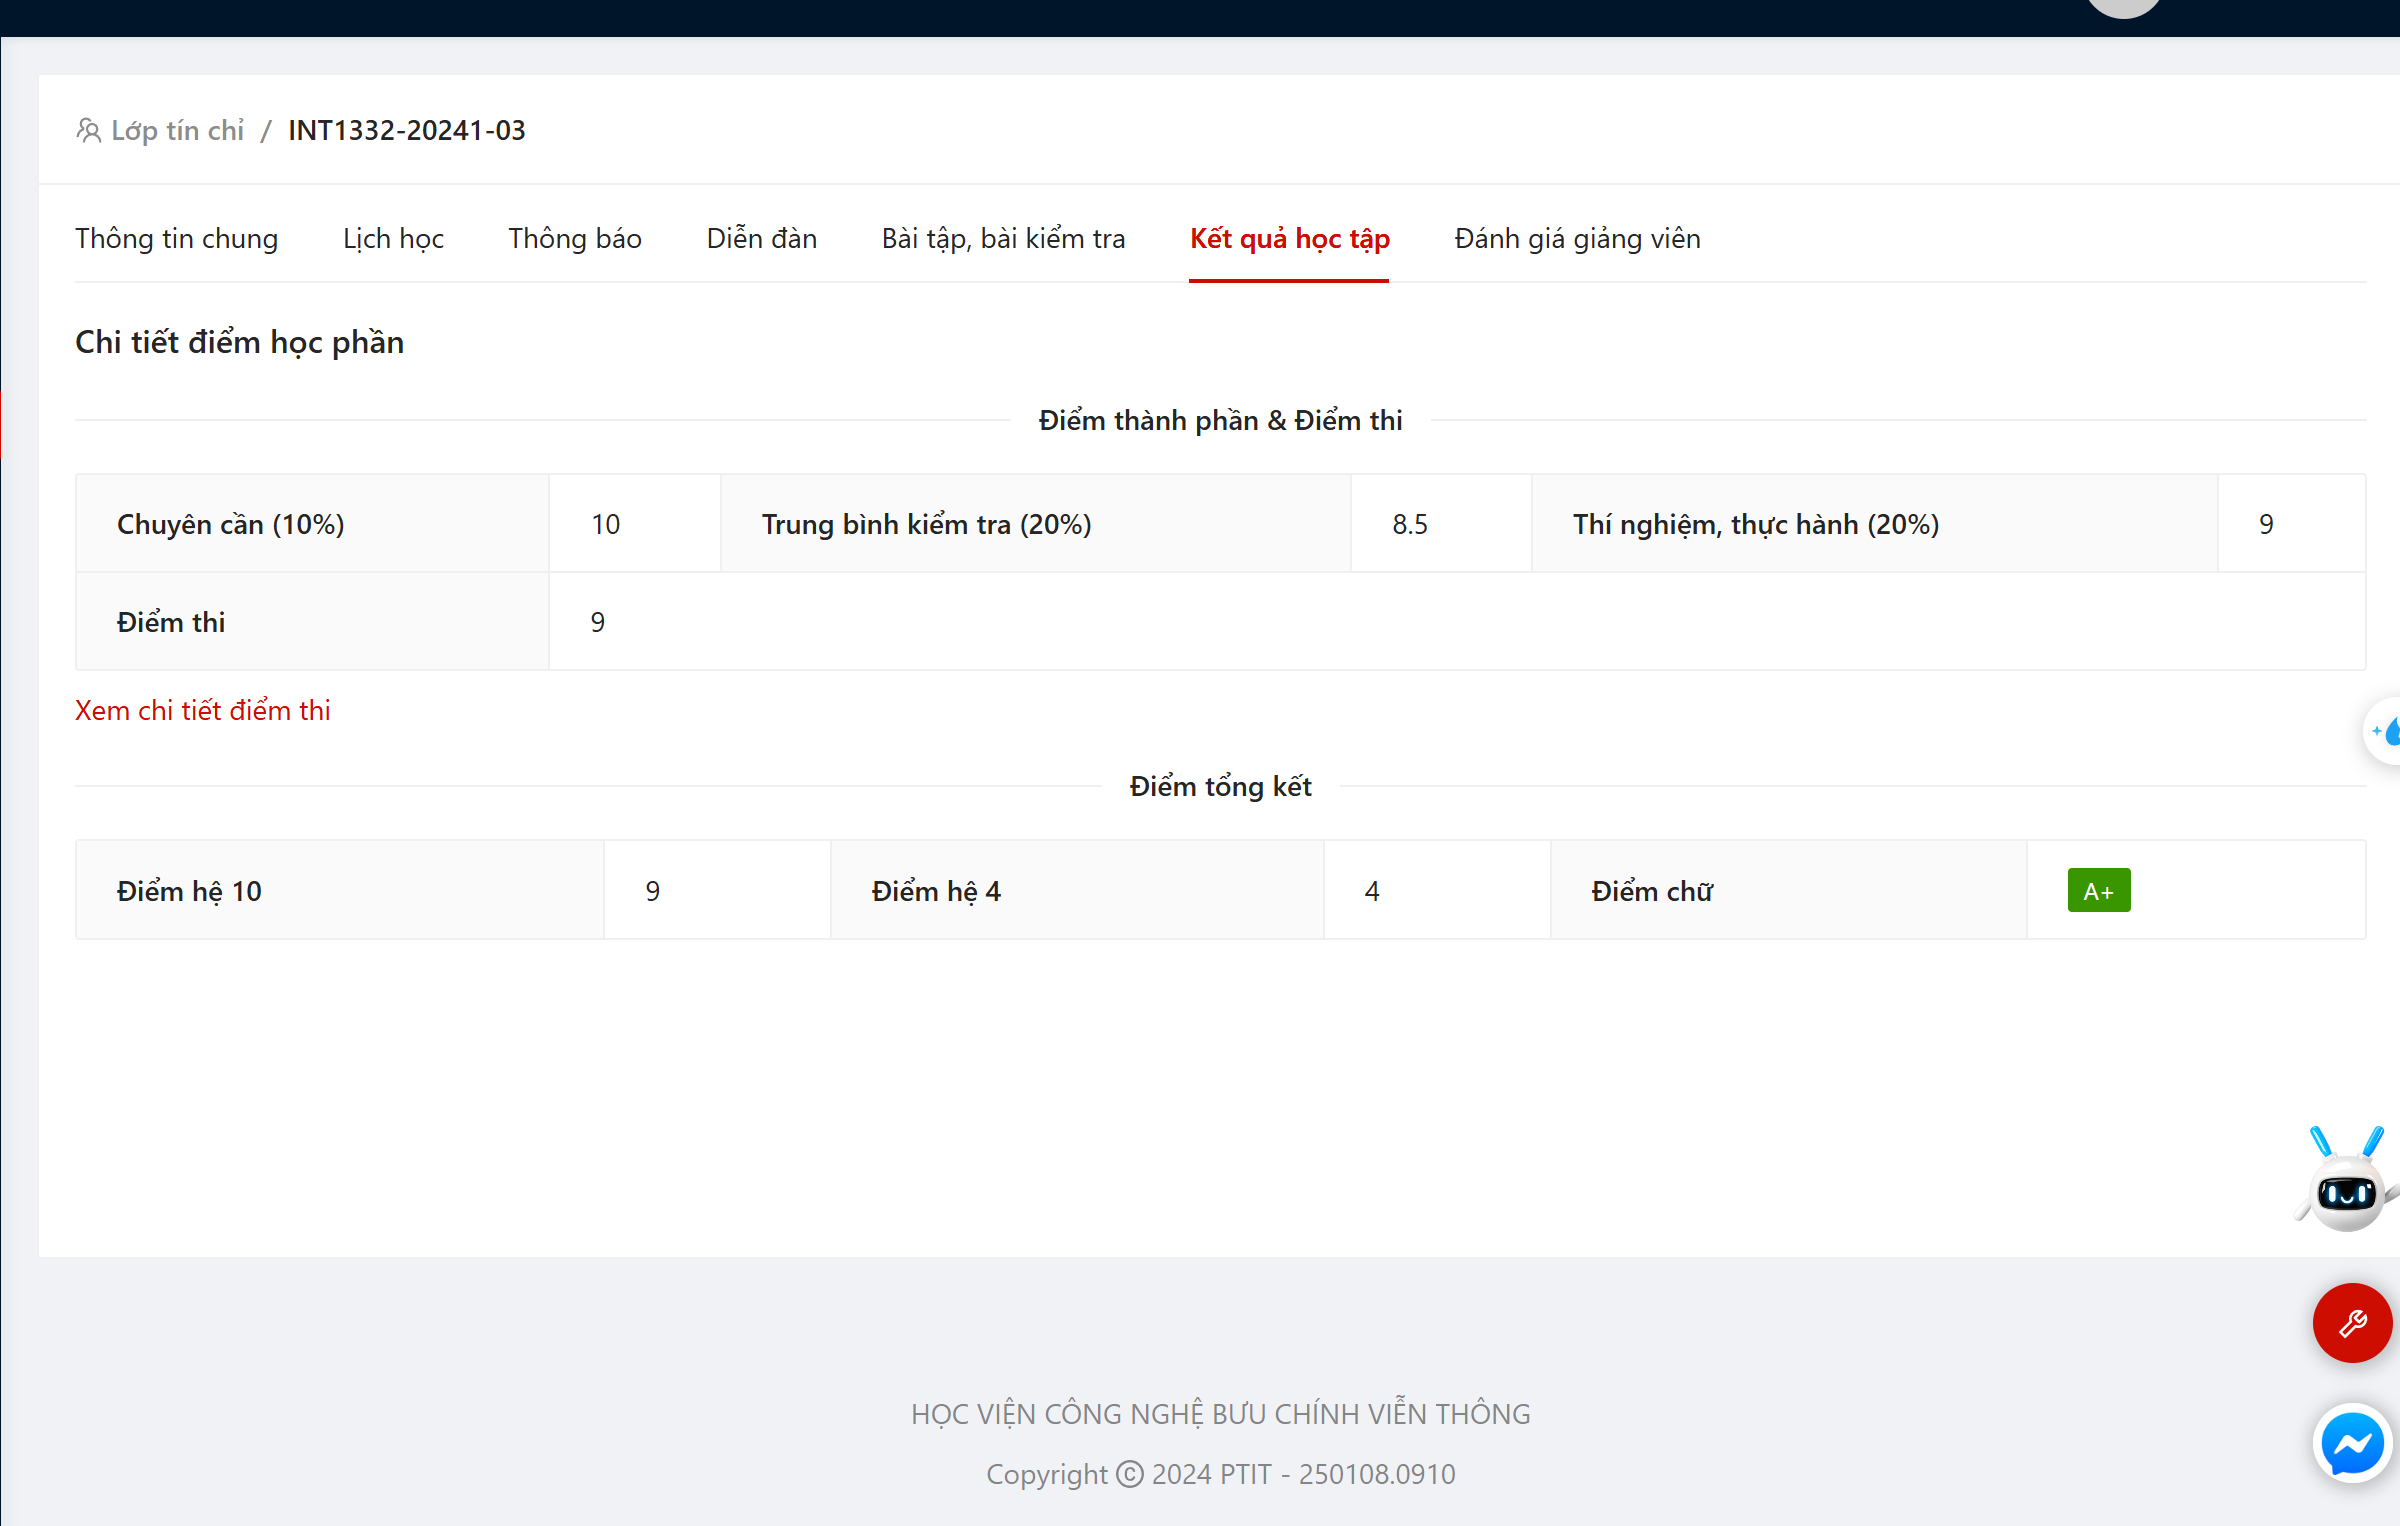 Lớp tín chỉ / INT1332-20241-03
Thông tin chung Lịch học Thông báo Diễn đàn Bài tập, bài kiểm tra Kết quả học tập Đánh giá giảng viên
Chi tiết điểm học phần
Điểm thành phần & Điểm thi
Chuyên cần (10%) 10 Trung bình kiểm tra (20%) 8.5 Thí nghiệm, thực hành (20%) 9
Điểm thi 9
Xem chi tiết điểm thi
Điểm tổng kết
Điểm hệ 10 9 Điểm hệ 4 4 Điểm chữ A+
HỌC VIỆN CÔNG NGHỆ BƯU CHÍNH VIỄN THÔNG
Copyright © 2024 PTIT - 250108.0910